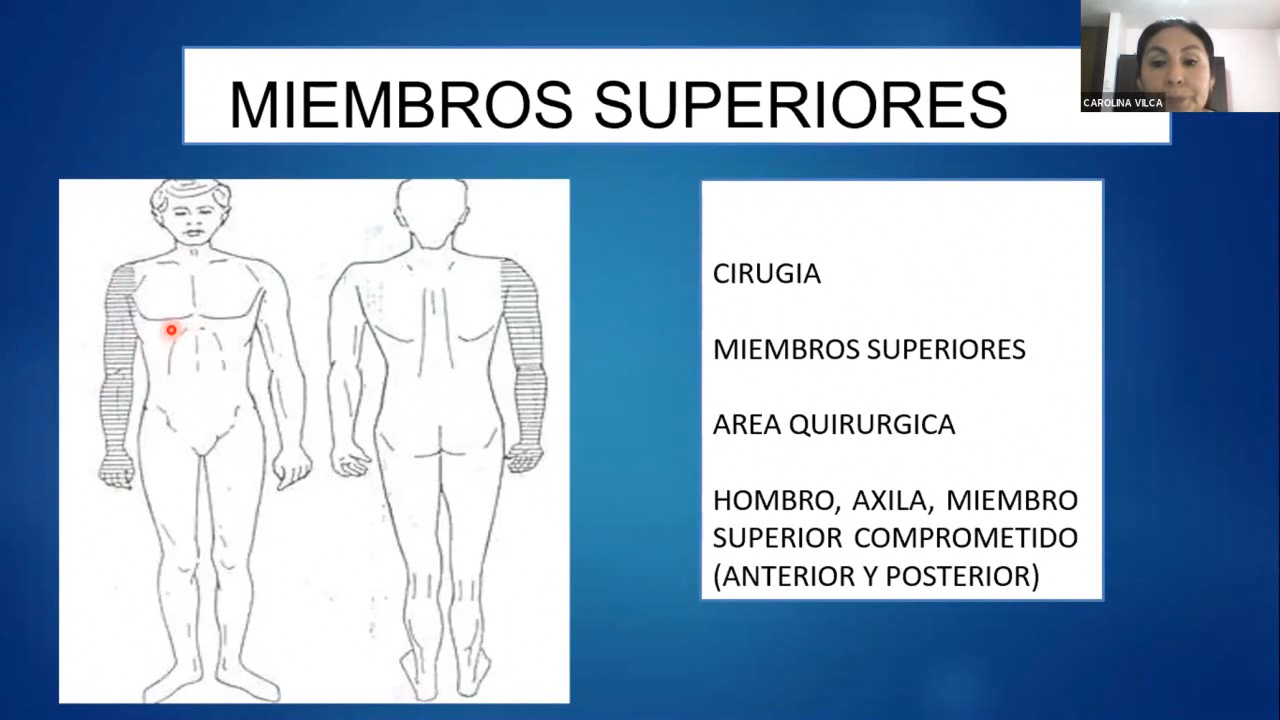 MIEMBROS SUPERIORES
CAROLINA VILCA
CIRUGIA
MIEMBROS SUPERIORES
AREA QUIRURGICA
HOMBRO, AXILA, MIEMBRO
SUPERIOR COMPROMETIDO
(ANTERIOR Y POSTERIOR)